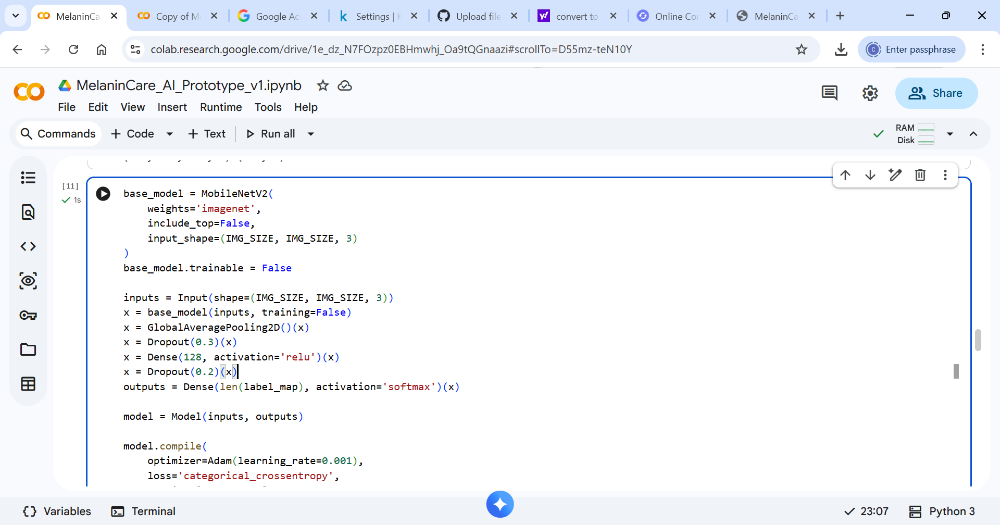 MelaninCa
Copy of M
Google Ac
Settings | K
Upload file
convert to
Online Co
MelaninCa
colab.research.google.com/drive/1e_dz_N7FOzpz0EBHmwhj_Oa9tQGnaazi#scrollTo=D55mz-teN10Y
C
Enter passphrase
MelaninCare_AI_Prototype_v1.ipynb
File Edit View Insert Runtime Tools Help
Share
Commands + Code + Text Run all
RAM
Disk
[11]
1s
base_model = MobileNetV2(
    weights='imagenet',
    include_top=False,
    input_shape=(IMG_SIZE, IMG_SIZE, 3)
)
base_model.trainable = False
inputs = Input(shape=(IMG_SIZE, IMG_SIZE, 3))
x = base_model(inputs, training=False)
x = GlobalAveragePooling2D()(x)
x = Dropout(0.3)(x)
x = Dense(128, activation='relu')(x)
x = Dropout(0.2)(x)
outputs = Dense(len(label_map), activation='softmax')(x)
model = Model(inputs, outputs)
model.compile(
    optimizer=Adam(learning_rate=0.001),
    loss='categorical_crossentropy',
Variables
Terminal
23:07
Python 3